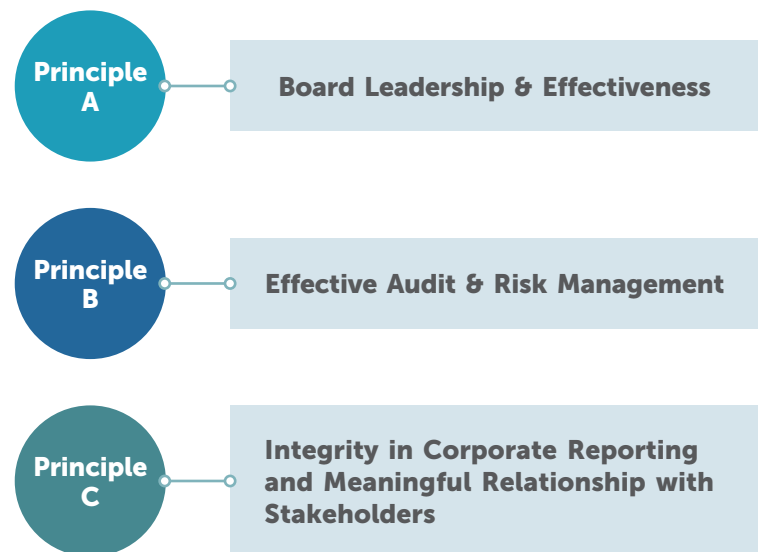 Principle
A
Board Leadership & Effectiveness
Principle
B
Effective Audit & Risk Management
Principle
C
Integrity in Corporate Reporting
and Meaningful Relationship with
Stakeholders